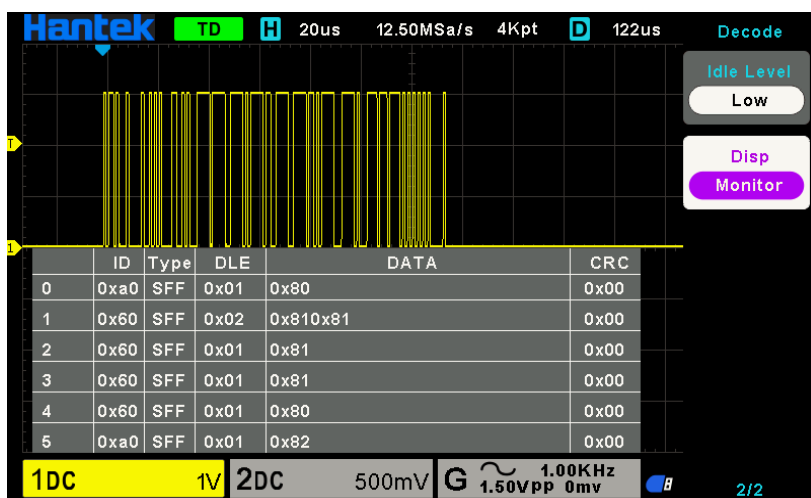 Hantek TD H 20us 12.50MSa/s 4Kpt D 122us Decode
Idle Level
Low
Disp
Monitor
T
1
ID Type DLE DATA CRC
0 0xa0 SFF 0x01 0x80 0x00
1 0x60 SFF 0x02 0x810x81 0x00
2 0x60 SFF 0x01 0x81 0x00
3 0x60 SFF 0x01 0x81 0x00
4 0x60 SFF 0x01 0x80 0x00
5 0xa0 SFF 0x01 0x82 0x00
1DC 1V 2DC 500mV G 1.00KHz
1.50Vpp 0mv
2/2